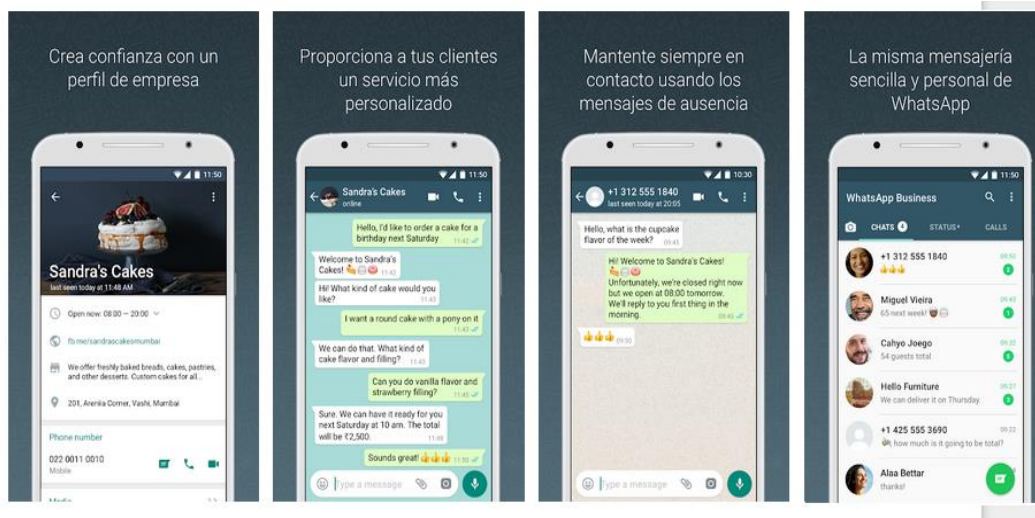 Crea confianza con un
perfil de empresa
11:50
Sandra's Cakes
last seen today at 11:48 AM
Open now: 08:00 – 20:00
fb.me/sandraocakesmumbai
We offer freshly baked breads, cakes, pastries,
and other desserts. Custom cakes for all...
201, Arenja Corner, Vashi, Mumbai
Phone number
022 0011 0010
Mobile
Media
Proporciona a tus clientes
un servicio más
personalizado
11:50
Sandra's Cakes
online
Hello, I'd like to order a cake for a
birthday next Saturday 11:42
Welcome to Sandra's
Cakes! 🍰🍩 11:43
Hi! What kind of cake would you
like? 11:43
I want a round cake with a pony on it
11:43
We can do that. What kind of
cake flavor and filling? 11:43
Can you do vanilla flavor and
strawberry filling? 11:45
Sure. We can have it ready for you
next Saturday at 10 am. The total
will be ₹2,500. 11:48
Sounds great! 👍👍👍 11:50
Type a message
Mantente siempre en
contacto usando los
mensajes de ausencia
10:30
+1 312 555 1840
last seen today at 20:05
Hello, what is the cupcake
flavor of the week? 09:45
Hi! Welcome to Sandra's Cakes!
Unfortunately, we're closed right now
but we open at 08:00 tomorrow.
We'll reply to you first thing in the
morning. 09:45
👍👍👍 09:50
Type a message
La misma mensajería
sencilla y personal de
WhatsApp
11:50
WhatsApp Business
CHATS 4 STATUS• CALLS
+1 312 555 1840 09:50
👍👍👍
Miguel Vieira 09:43
65 next week!
Cahyo Joego 09:32
54 guests total
Hello Furniture 09:27
We can deliver it on Thursday.
+1 425 555 3690 09:22
how much is it going to be total?
Alaa Bettar
thanks!